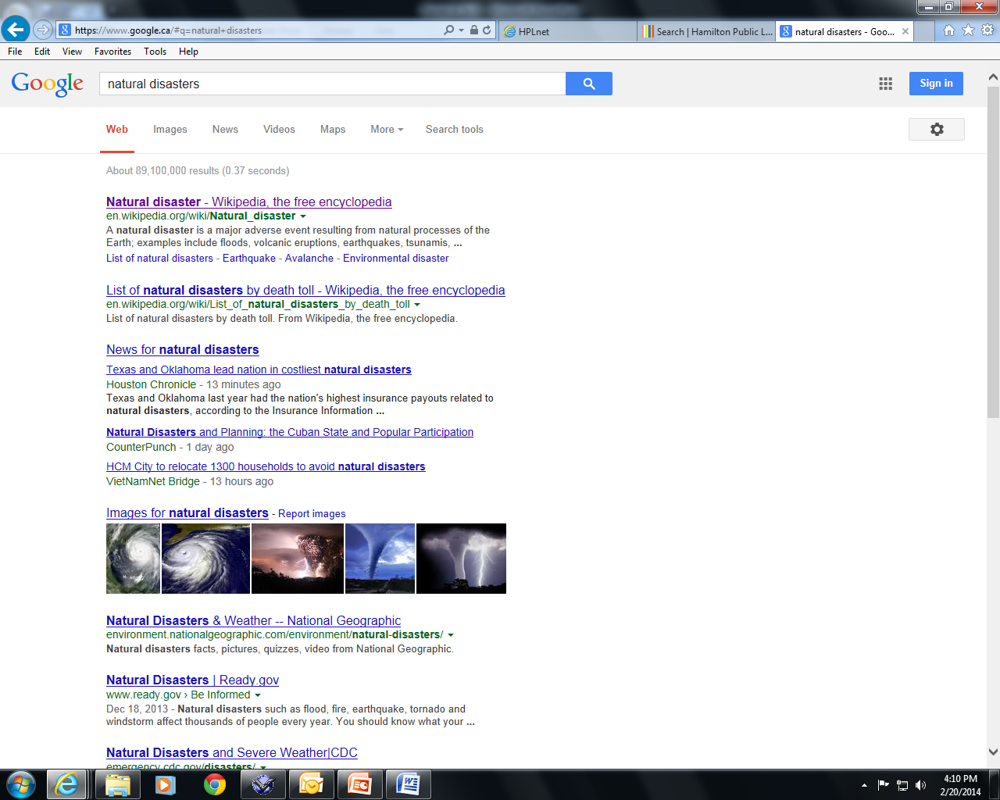 https://www.google.ca/#q=natural+disasters
HPLnet
Search | Hamilton Public L...
natural disasters - Goo...
File Edit View Favorites Tools Help
Google
natural disasters
Sign in
Web Images News Videos Maps More Search tools
About 89,100,000 results (0.37 seconds)
Natural disaster - Wikipedia, the free encyclopedia
en.wikipedia.org/wiki/Natural_disaster
A natural disaster is a major adverse event resulting from natural processes of the
Earth; examples include floods, volcanic eruptions, earthquakes, tsunamis, ...
List of natural disasters - Earthquake - Avalanche - Environmental disaster
List of natural disasters by death toll - Wikipedia, the free encyclopedia
en.wikipedia.org/wiki/List_of_natural_disasters_by_death_toll
List of natural disasters by death toll. From Wikipedia, the free encyclopedia.
News for natural disasters
Texas and Oklahoma lead nation in costliest natural disasters
Houston Chronicle - 13 minutes ago
Texas and Oklahoma last year had the nation's highest insurance payouts related to
natural disasters, according to the Insurance Information ...
Natural Disasters and Planning: the Cuban State and Popular Participation
CounterPunch - 1 day ago
HCM City to relocate 1300 households to avoid natural disasters
VietNamNet Bridge - 13 hours ago
Images for natural disasters - Report images
Natural Disasters & Weather -- National Geographic
environment.nationalgeographic.com/environment/natural-disasters/
Natural disasters facts, pictures, quizzes, video from National Geographic.
Natural Disasters | Ready.gov
www.ready.gov › Be Informed
Dec 18, 2013 - Natural disasters such as flood, fire, earthquake, tornado and
windstorm affect thousands of people every year. You should know what your ...
Natural Disasters and Severe Weather|CDC
emergency.cdc.gov/disasters/
4:10 PM
2/20/2014